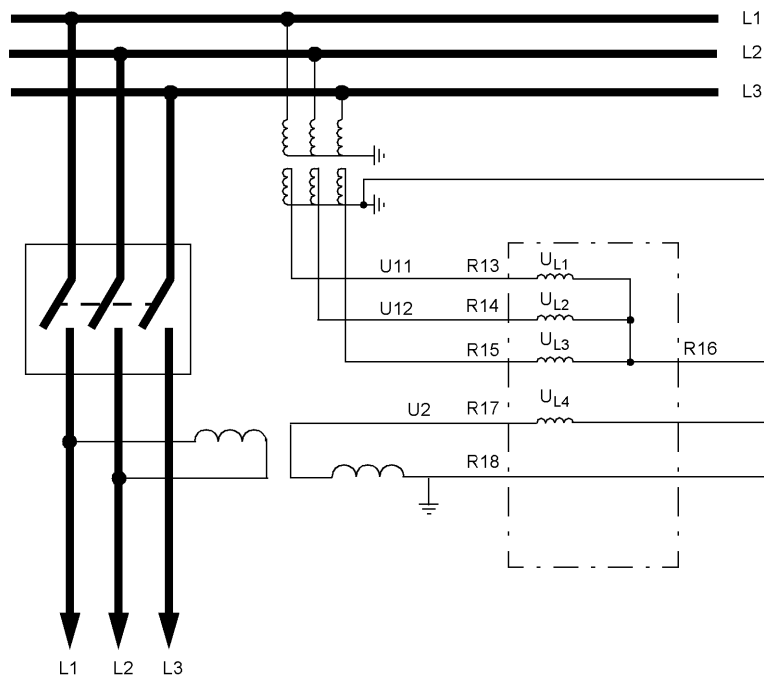 L1
L2
L3
U11 R13 UL1
U12 R14 UL2
R15 UL3 R16
U2 R17 UL4
R18
L1 L2 L3